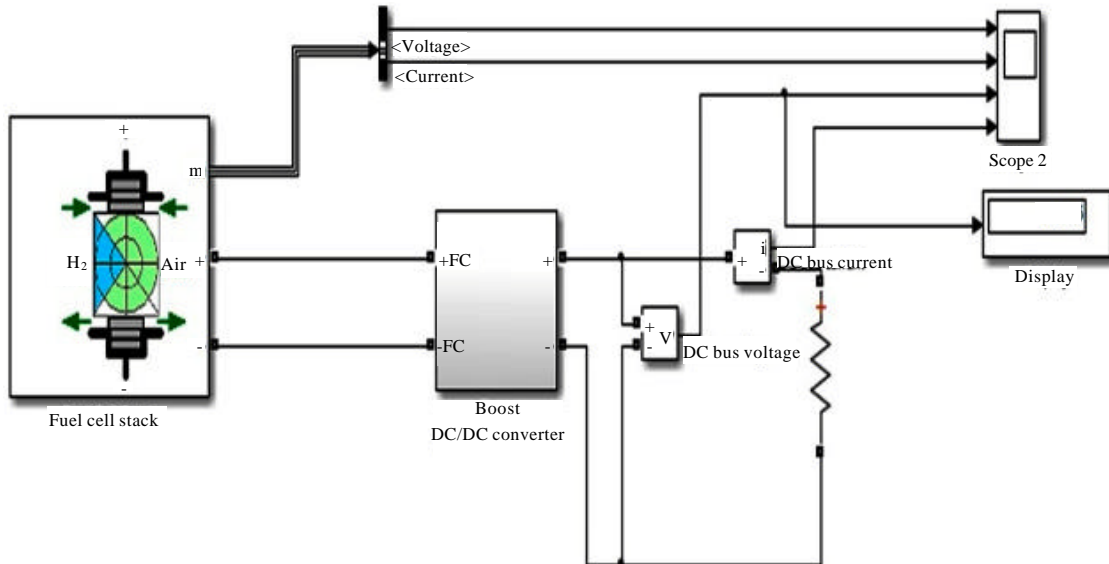 <Voltage>
<Current>
Scope 2
+
m
H₂
Air
+
-
-
Fuel cell stack
+FC
-FC
+
-
Boost
DC/DC converter
+
-
V
DC bus voltage
+
i
-
DC bus current
Display